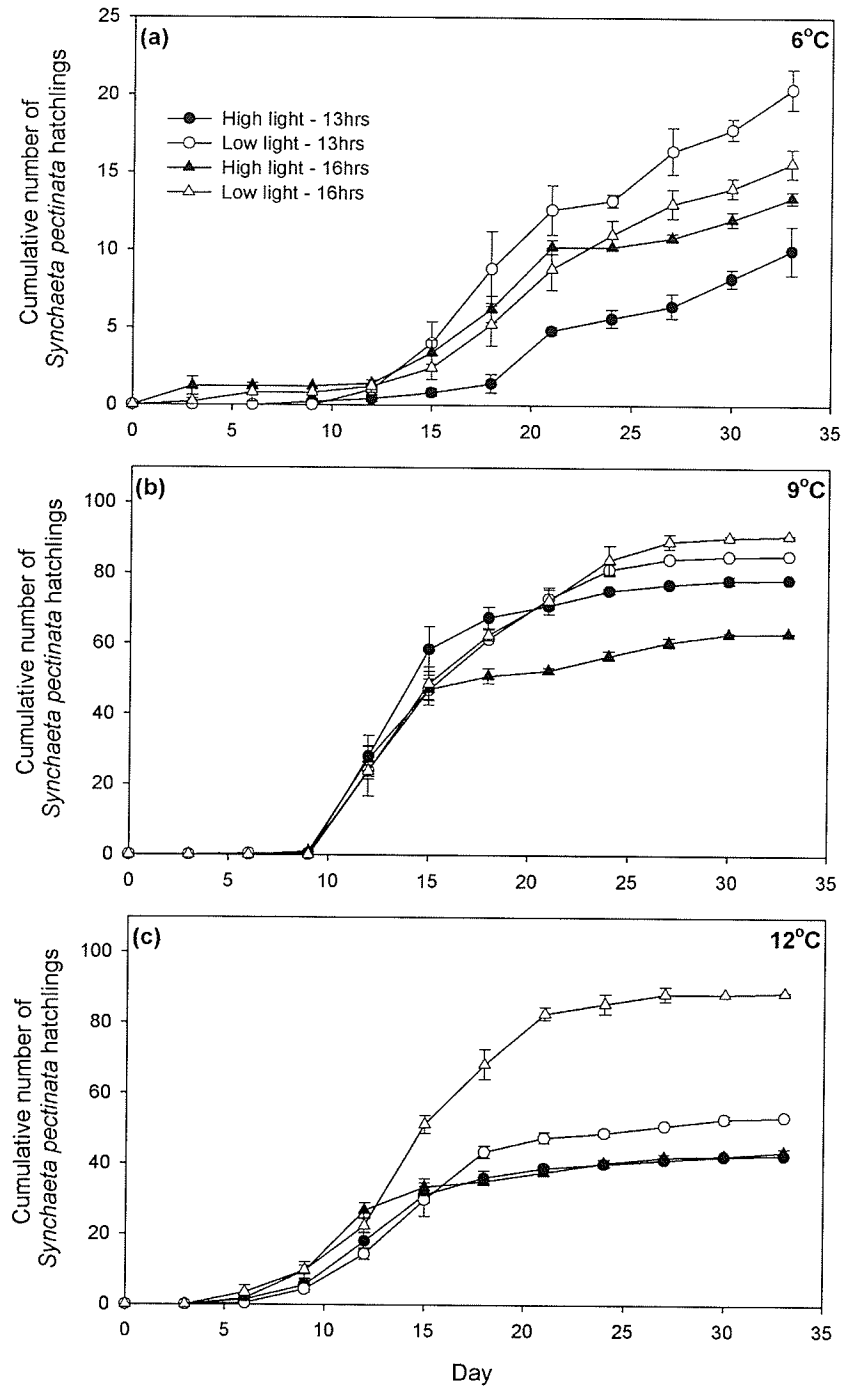 (a)
6°C
Cumulative number of
Synchaeta pectinata hatchlings
25
20
15
10
5
0
High light - 13hrs
Low light - 13hrs
High light - 16hrs
Low light - 16hrs
0 5 10 15 20 25 30 35
(b)
9°C
Cumulative number of
Synchaeta pectinata hatchlings
100
80
60
40
20
0
0 5 10 15 20 25 30 35
(c)
12°C
Cumulative number of
Synchaeta pectinata hatchlings
100
80
60
40
20
0
0 5 10 15 20 25 30 35
Day